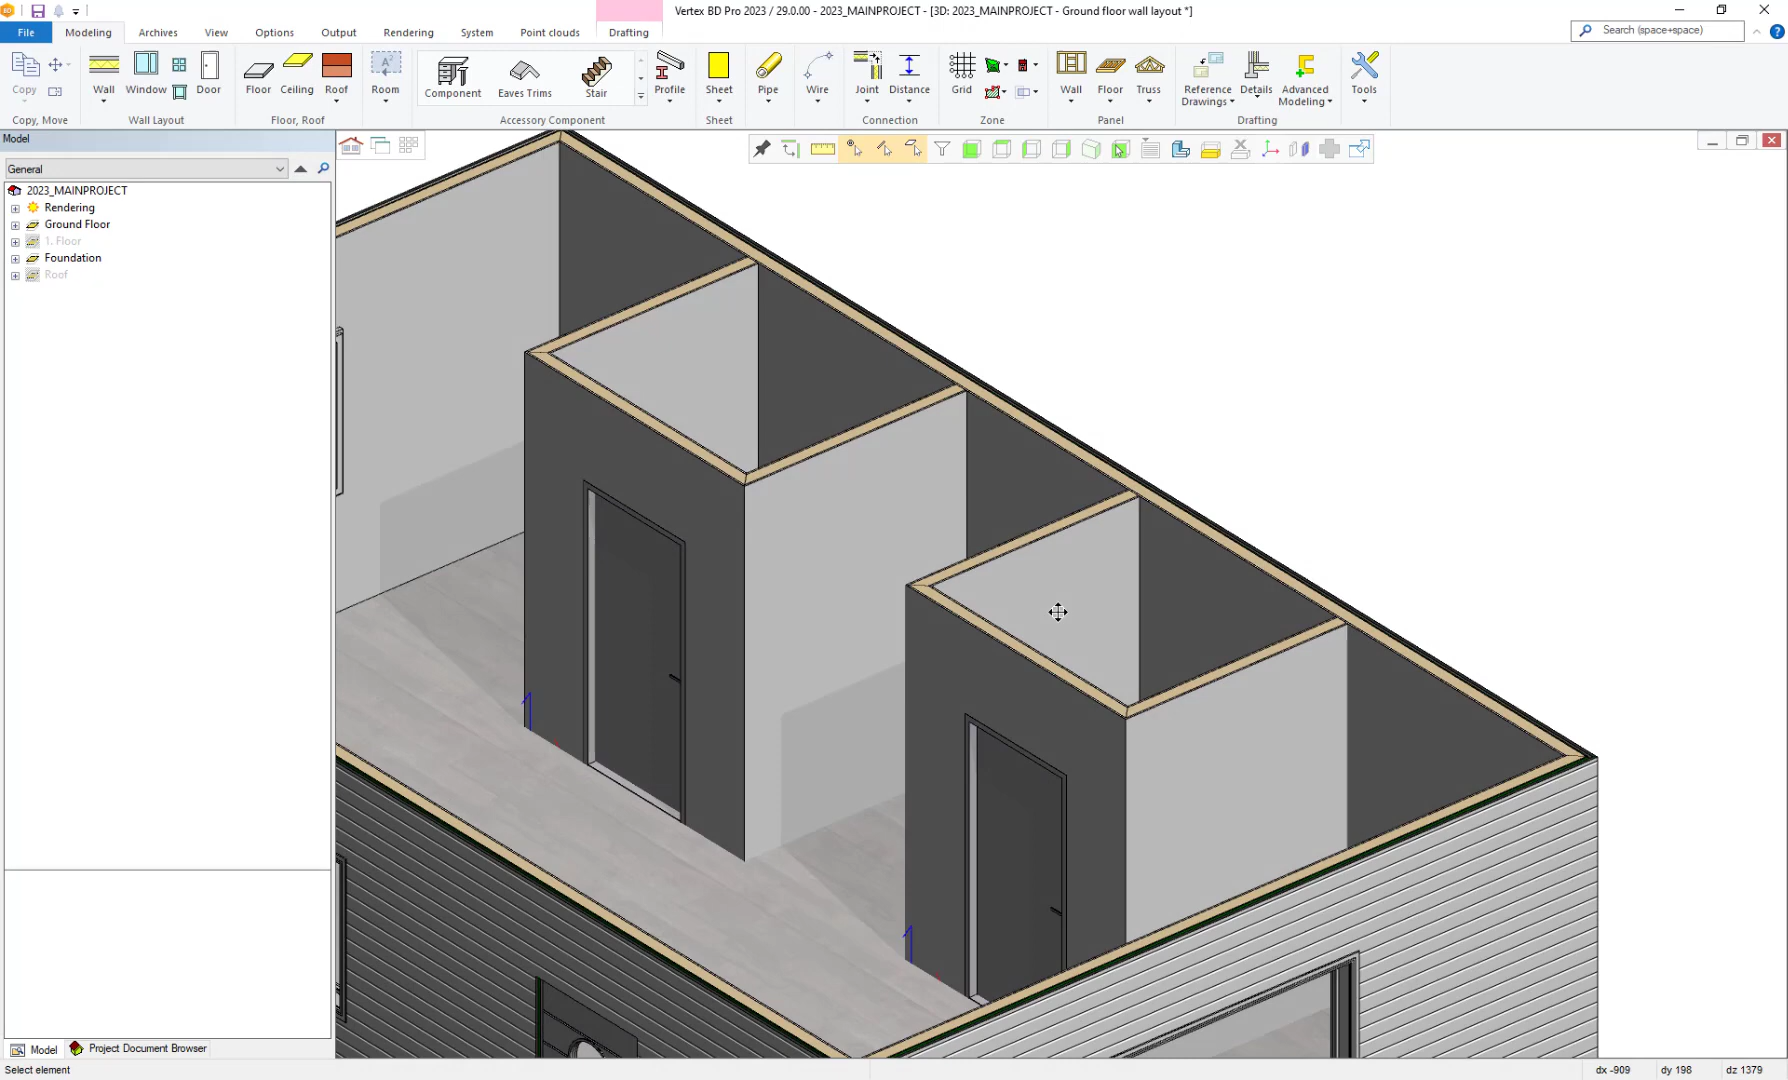 Vertex BD Pro 2023 / 29.0.00 - 2023_MAINPROJECT - [3D: 2023_MAINPROJECT - Ground floor wall layout *]
File Modeling Archives View Options Output Rendering System Point clouds Drafting
Search (space+space)
Copy Wall Window Door Floor Ceiling Roof Room Component Eaves Trims Stair Profile Sheet Pipe Wire Joint Distance Grid Wall Floor Truss Reference Drawings Details Advanced Modeling Tools
Copy, Move Wall Layout Floor, Roof Accessory Component Sheet Connection Zone Panel Drafting
Model
General
2023_MAINPROJECT
Rendering
Ground Floor
1. Floor
Foundation
Roof
Model Project Document Browser
Select element dx -909 dy 198 dz 1379